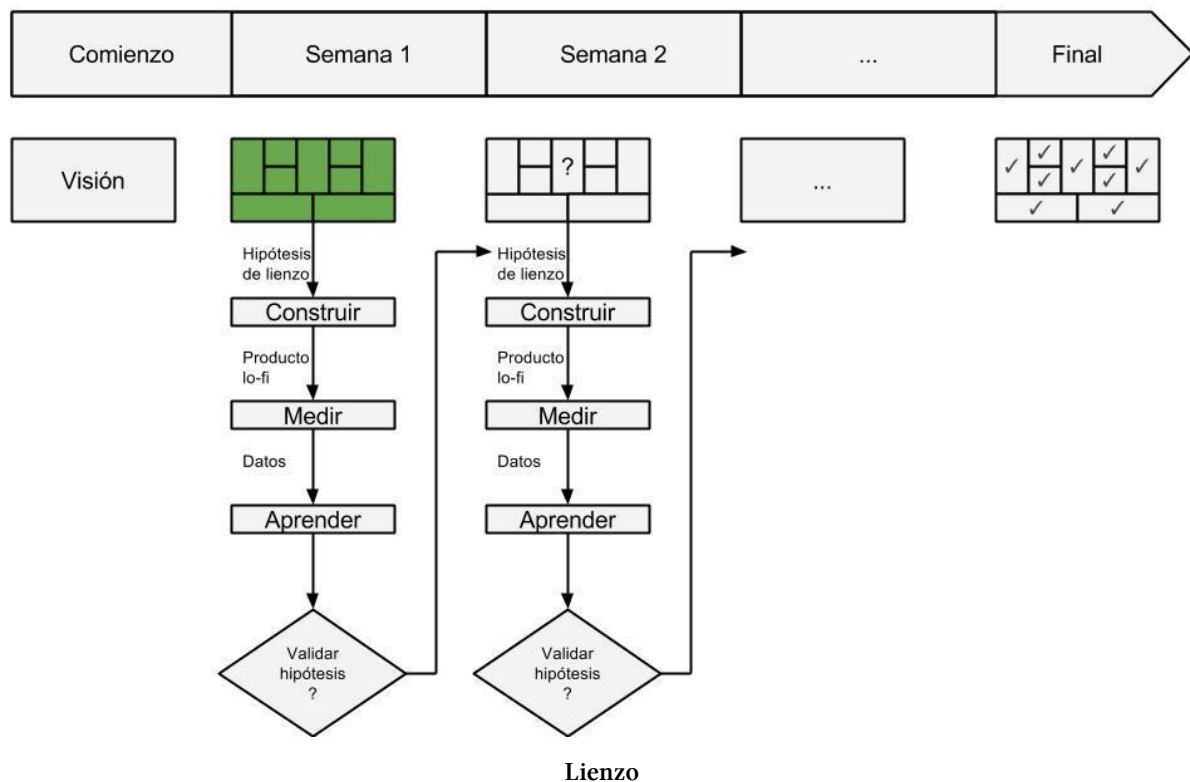 Comienzo
Semana 1
Semana 2
...
Final
Visión
?
...
✓ ✓ ✓ ✓ ✓
✓ ✓
✓ ✓
Hipótesis
de lienzo
Construir
Producto
lo-fi
Medir
Datos
Aprender
Validar
hipótesis
?
Hipótesis
de lienzo
Construir
Producto
lo-fi
Medir
Datos
Aprender
Validar
hipótesis
?
Lienzo